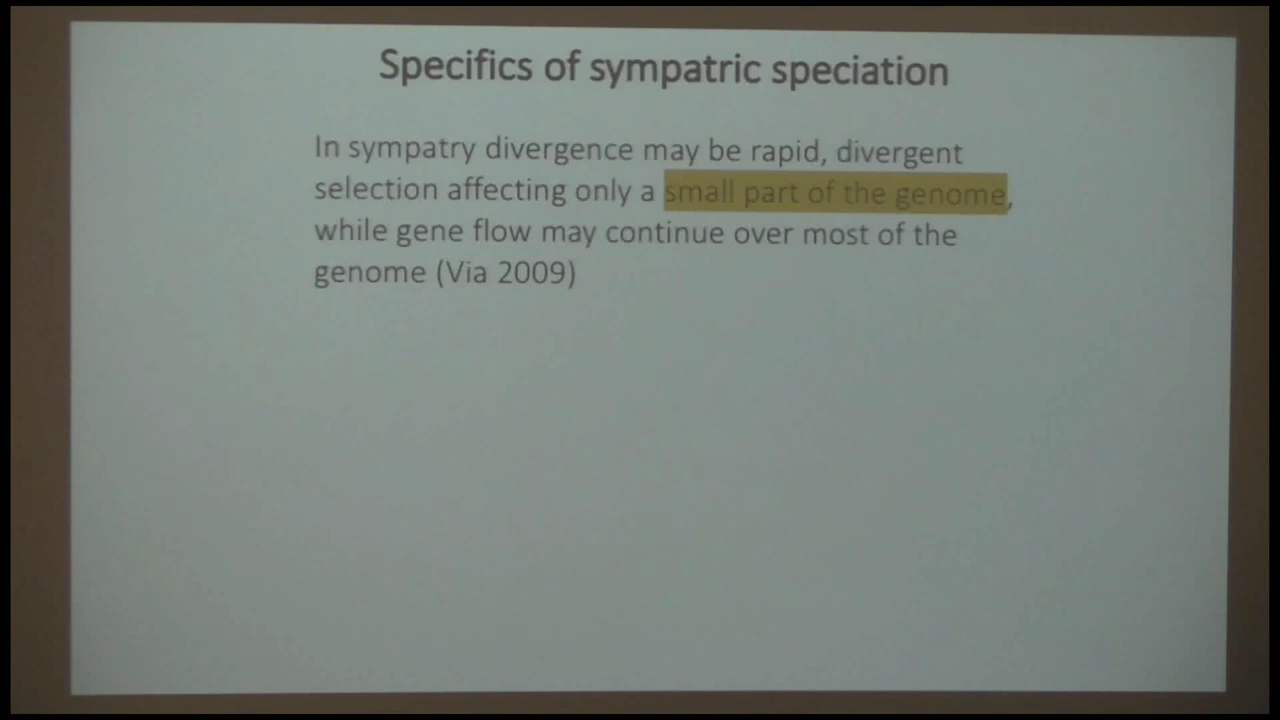 Specifics of sympatric speciation
In sympatry divergence may be rapid, divergent
selection affecting only a small part of the genome,
while gene flow may continue over most of the
genome (Via 2009)